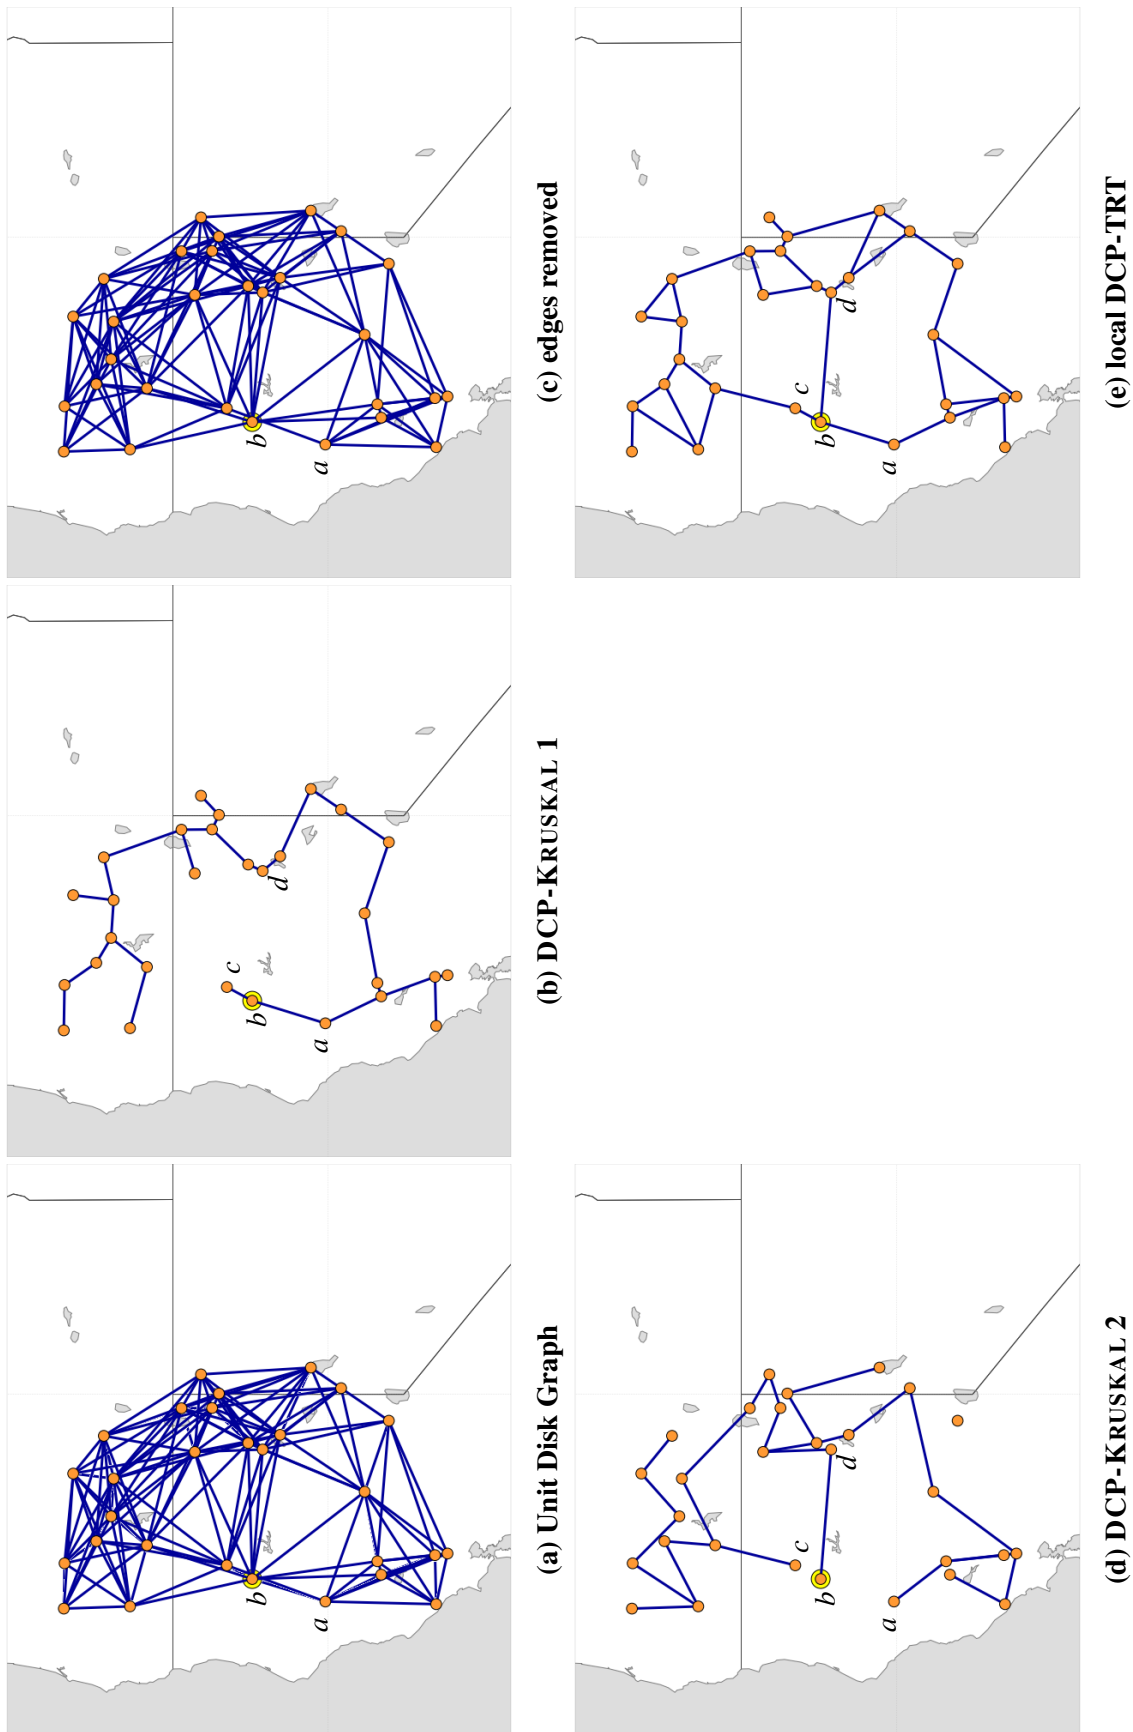 a
b
(a) Unit Disk Graph
a
b
c
d
(b) DCP-KRUSKAL 1
a
b
(c) edges removed
a
b
c
d
(d) DCP-KRUSKAL 2
a
b
c
d
(e) local DCP-TRT